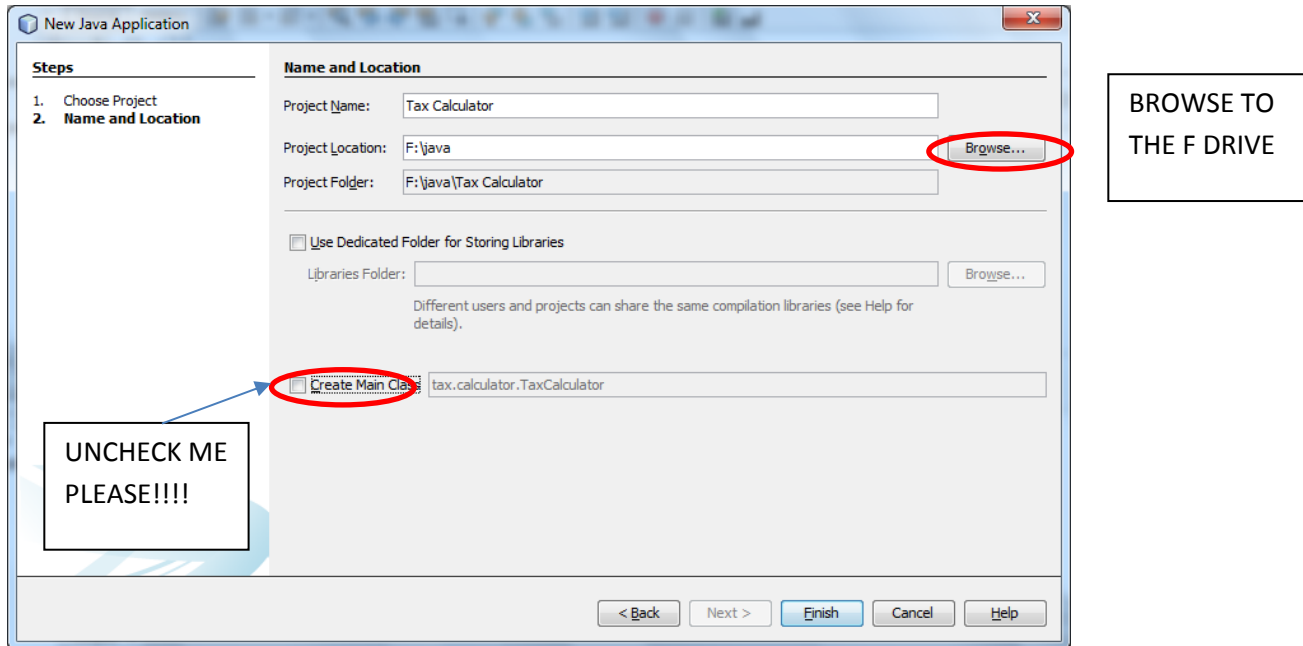 New Java Application
Steps
1. Choose Project
2. Name and Location
Name and Location
Project Name: Tax Calculator
Project Location: F:\java Browse...
Project Folder: F:\java\Tax Calculator
Use Dedicated Folder for Storing Libraries
Libraries Folder: Browse...
Different users and projects can share the same compilation libraries (see Help for
details).
Create Main Class tax.calculator.TaxCalculator
< Back Next > Finish Cancel Help
BROWSE TO
THE F DRIVE
UNCHECK ME
PLEASE!!!!